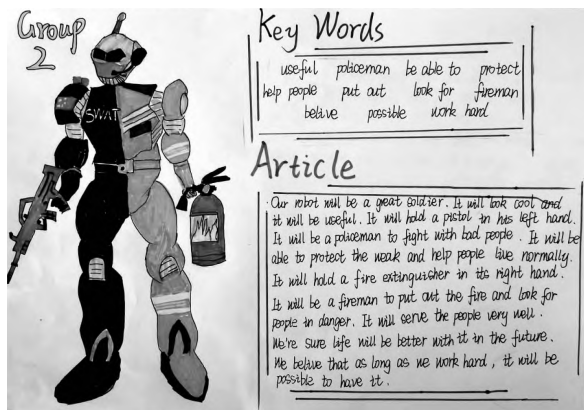 Group
2
SWAT
Key Words
useful policeman be able to protect
help people put out look for fireman
belive possible work hard
Article
Our robot will be a great soldier. It will look cool and
it will be useful. It will hold a pistol in his left hand.
It will be a policeman to fight with bad people. It will be
able to protect the weak and help people live normally.
It will hold a fire extinguisher in its right hand.
It will be a fireman to put out the fire and look for
people in danger. It will serve the people very well.
We're sure life will be better with it in the future.
We belive that as long as we work hard, it will be
possible to have it.